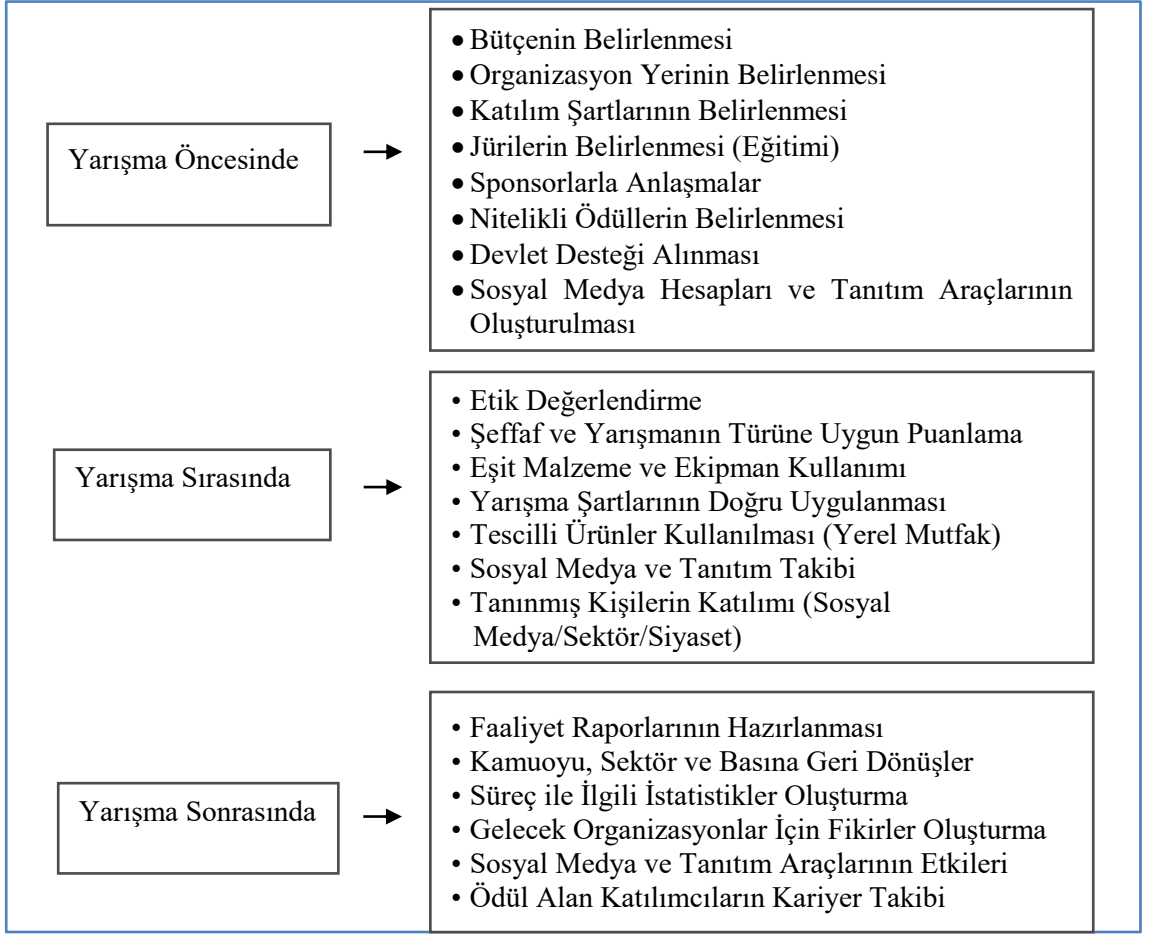 Yarışma Öncesinde
• Bütçenin Belirlenmesi
• Organizasyon Yerinin Belirlenmesi
• Katılım Şartlarının Belirlenmesi
• Jürilerin Belirlenmesi (Eğitimi)
• Sponsorlarla Anlaşmalar
• Nitelikli Ödüllerin Belirlenmesi
• Devlet Desteği Alınması
• Sosyal Medya Hesapları ve Tanıtım Araçlarının
Oluşturulması
Yarışma Sırasında
• Etik Değerlendirme
• Şeffaf ve Yarışmanın Türüne Uygun Puanlama
• Eşit Malzeme ve Ekipman Kullanımı
• Yarışma Şartlarının Doğru Uygulanması
• Tescilli Ürünler Kullanılması (Yerel Mutfak)
• Sosyal Medya ve Tanıtım Takibi
• Tanınmış Kişilerin Katılımı (Sosyal
Medya/Sektör/Siyaset)
Yarışma Sonrasında
• Faaliyet Raporlarının Hazırlanması
• Kamuoyu, Sektör ve Basına Geri Dönüşler
• Süreç ile İlgili İstatistikler Oluşturma
• Gelecek Organizasyonlar İçin Fikirler Oluşturma
• Sosyal Medya ve Tanıtım Araçlarının Etkileri
• Ödül Alan Katılımcıların Kariyer Takibi